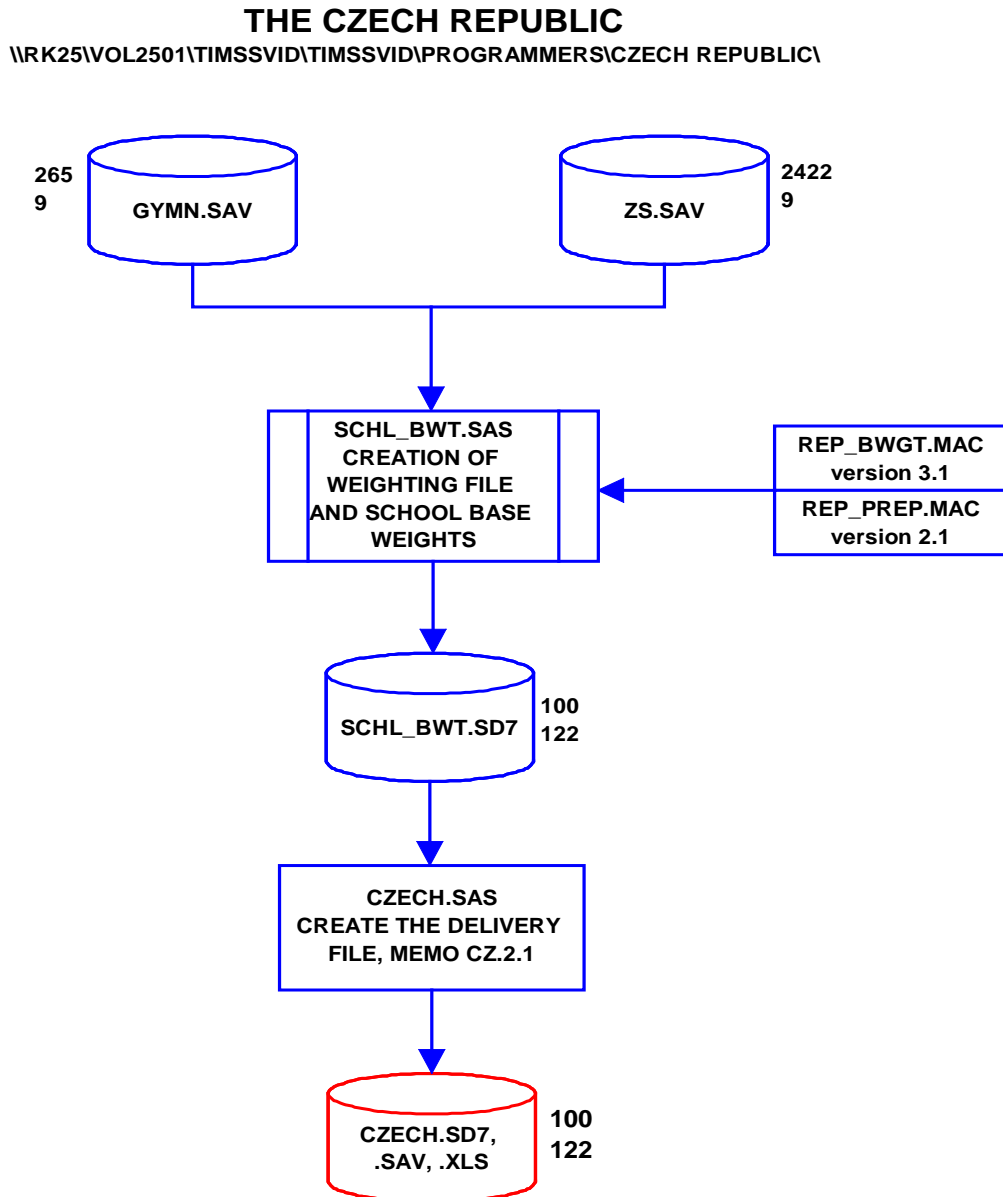 THE CZECH REPUBLIC
\\RK25\VOL2501\TIMSSVID\TIMSSVID\PROGRAMMERS\CZECH REPUBLIC\
265
9
GYMN.SAV
ZS.SAV
2422
9
SCHL_BWT.SAS
CREATION OF
WEIGHTING FILE
AND SCHOOL BASE
WEIGHTS
REP_BWGT.MAC
version 3.1
REP_PREP.MAC
version 2.1
SCHL_BWT.SD7
100
122
CZECH.SAS
CREATE THE DELIVERY
FILE, MEMO CZ.2.1
CZECH.SD7,
.SAV, .XLS
100
122